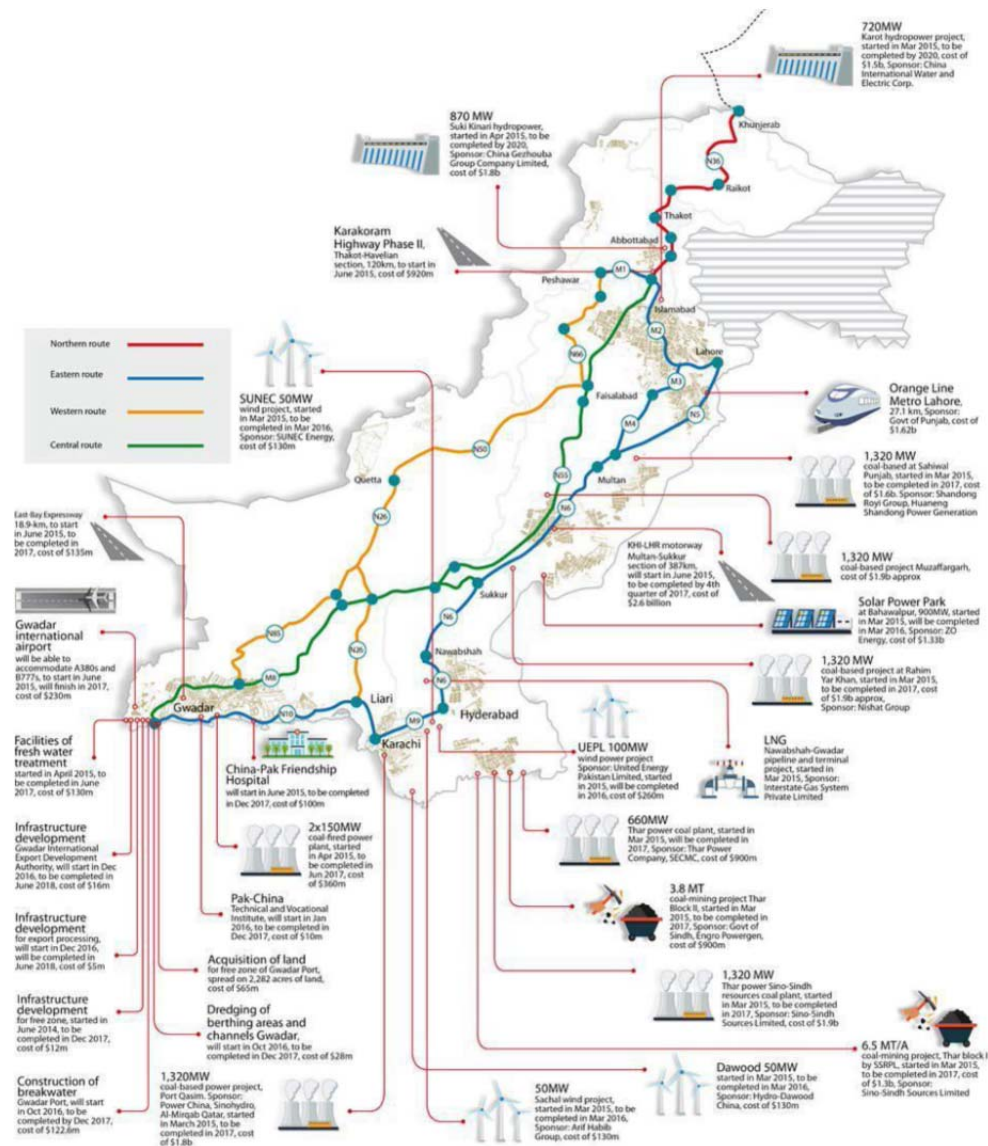 720MW
Karot hydropower project,
started in Mar 2015, to be
completed by 2020, cost of
$1.5b, Sponsor: China
International Water and
Electric Corp.
870 MW
Suki Kinari hydropower,
started in Apr 2015, to be
completed by 2020,
Sponsor: China Gezhouba
Group Company Limited,
cost of $1.8b
Khunjerab
N36
Raikot
Thakot
Abbottabad
Karakoram
Highway Phase II,
Thakot-Havelian
section, 120km, to start in
June 2015, cost of $920m
Peshawar
M1
Islamabad
M2
Northern route
Eastern route
Western route
Central route
SUNEC 50MW
wind project, started
in Mar 2015, to be
completed in Mar 2016,
Sponsor: SUNEC Energy,
cost of $130m
N66
Lahore
M3
Faisalabad
N5
M4
Orange Line
Metro Lahore,
27.1 km, Sponsor:
Govt of Punjab, cost of
$1.62b
N50
Quetta
N55
Multan
1,320 MW
coal-based at Sahiwal
Punjab, started in Mar 2015,
to be completed in 2017, cost
of $1.6b. Sponsor: Shandong
Royi Group, Huaneng
Shandong Power Generation
East-Bay Expressway
18.9-km, to start
in June 2015,
to be
completed in
2017, cost of
$135m
N26
N6
KHI-LHR motorway
Multan-Sukkur
section of 387km,
will start in June 2015,
to be completed by 4th
quarter of 2017, cost of
$2.6 billion
1,320 MW
coal-based project Muzaffargarh,
cost of $1.9b approx
Sukkur
Solar Power Park
at Bahawalpur, 900MW, started
in Mar 2015, will be completed
in Mar 2016, Sponsor: ZO
Energy, cost of $1.33b
Gwadar
international
airport
will be able to
accommodate A380s and
B777s, to start in June
2015, will finish in 2017,
cost of $230m
N85
N6
N26
Nawabshah
M8
N6
1,320 MW
coal-based project at Rahim
Yar Khan, started in Mar 2015,
to be completed in 2017, cost
of $1.9b approx,
Sponsor: Nishat Group
Gwadar
N10
Liari
M9
Hyderabad
Karachi
Facilities of
fresh water
treatment
started in April 2015,
to be completed in June
2017, cost of $130m
China-Pak Friendship
Hospital
will start in June 2015, to be completed
in Dec 2017, cost of $100m
UEPL 100MW
wind power project
Sponsor: United Energy
Pakistan Limited, started
in 2015, will be completed
in 2016, cost of $260m
LNG
Nawabshah-Gwadar
pipeline and terminal
project, started in
Mar 2015, Sponsor:
Interstate Gas System
Private Limited
Infrastructure
development
Gwadar International
Export Development
Authority, will start in Dec
2016, to be completed in
June 2018, cost of $16m
2x150MW
coal-fired power
plant, started
in Apr 2015, to
be completed in
Jun 2017, cost of
$360m
660MW
Thar power coal plant, started in
Mar 2015, will be completed in
2017, Sponsor: Thar Power
Company, SECMC, cost of $900m
Pak-China
Technical and Vocational
Institute, will start in Jan
2016, to be completed in
Dec 2017, cost of $10m
3.8 MT
coal-mining project Thar
Block II, started in Mar
2015, to be completed in
2017, Sponsor: Govt of
Sindh, Engro Powergen,
cost of $900m
Infrastructure
development
for export processing,
will start in Dec 2016,
will be completed in
June 2018, cost of $5m
Acquisition of land
for free zone of Gwadar Port,
spread on 2,282 acres of land,
cost of $65m
1,320 MW
Thar power Sino-Sindh
resources coal plant, started
in Mar 2015, to be completed
in 2017, Sponsor: Sino-Sindh
Sources Limited, cost of $1.9b
Infrastructure
development
for free zone, started in
June 2014, to be
completed in Dec 2017,
cost of $12m
Dredging of
berthing areas and
channels Gwadar,
will start in Oct 2016, to be
completed in Dec 2017, cost of $28m
6.5 MT/A
coal-mining project, Thar block I
by SSRPL, started in Mar 2015,
to be completed in 2017, cost of
$1.3b, Sponsor:
Sino-Sindh Sources Limited
Construction of
breakwater
Gwadar Port, will start
in Oct 2016, to be
completed by Dec 2017,
cost of $122.6m
1,320MW
coal-based power project,
Port Qasim. Sponsor:
Power China, Sinohydro,
Al-Mirqab Qatar, started
in March 2015, to be
completed in 2017, cost of
$1.8b
50MW
Sachal wind project,
started in Mar 2015, to be
completed in Mar 2016,
Sponsor: Arif Habib
Group, cost of $130m
Dawood 50MW
started in Mar 2015, to be
completed in Mar 2016,
Sponsor: Hydro-Dawood
China, cost of $130m